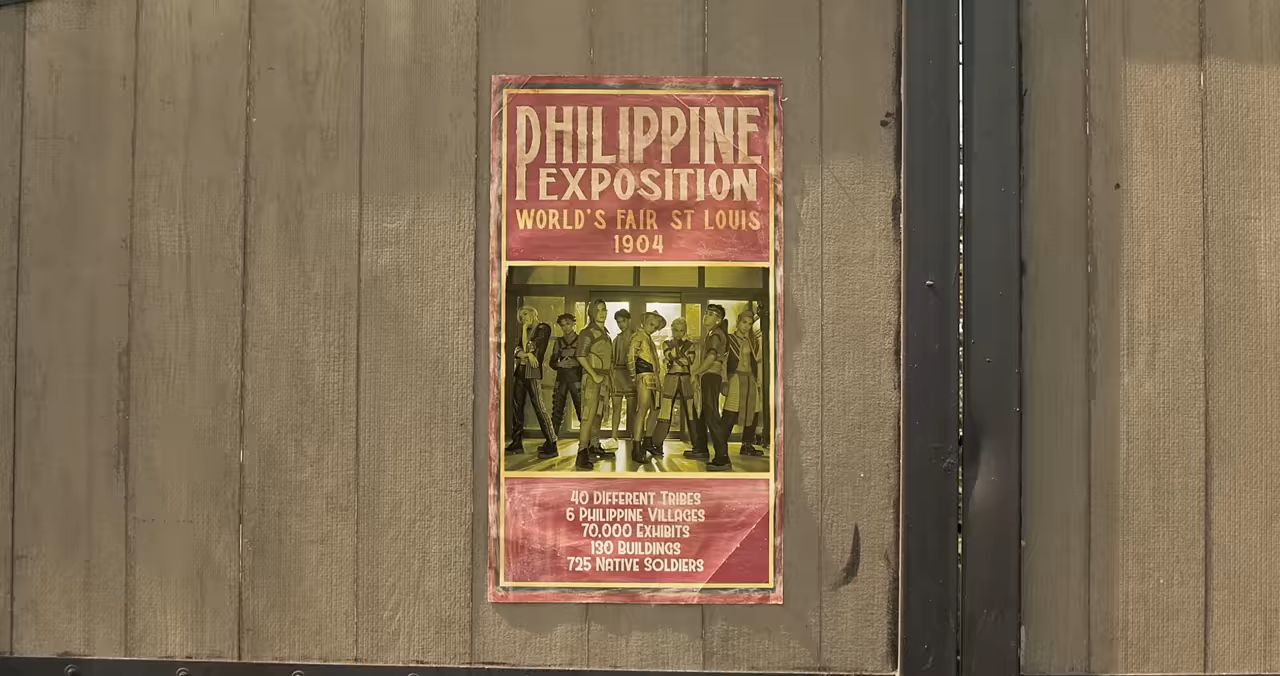 PHILIPPINE
EXPOSITION
WORLD'S FAIR ST LOUIS
1904
40 DIFFERENT TRIBES
6 PHILIPPINE VILLAGES
70,000 EXHIBITS
130 BUILDINGS
725 NATIVE SOLDIERS